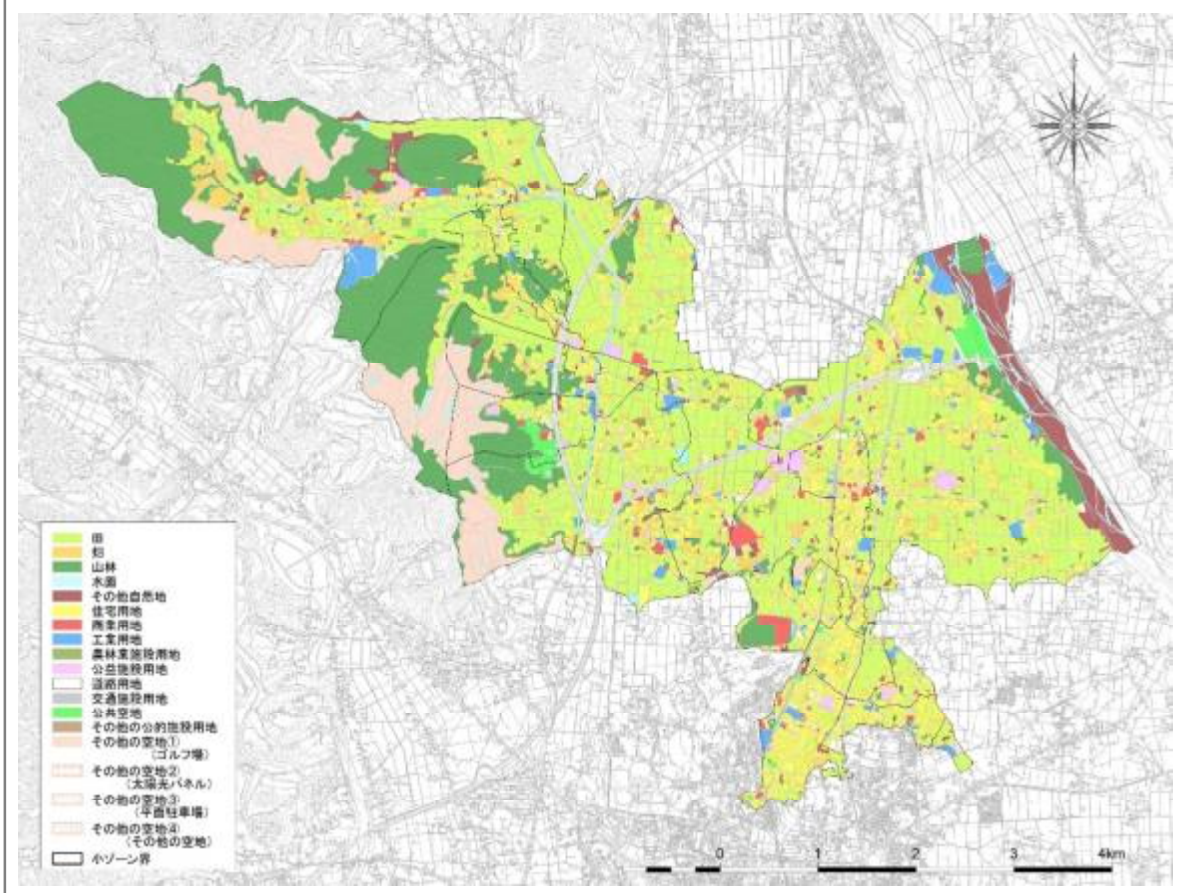 田
畑
山林
水面
その他自然地
住宅用地
商業用地
工業用地
農林業施設用地
公益施設用地
道路用地
交通施設用地
公共空地
その他の公的施設用地
その他の空地①
(ゴルフ場)
その他の空地②
(太陽光パネル)
その他の空地③
(平面駐車場)
その他の空地④
(その他の空地)
小ゾーン界
0 1 2 3 4km